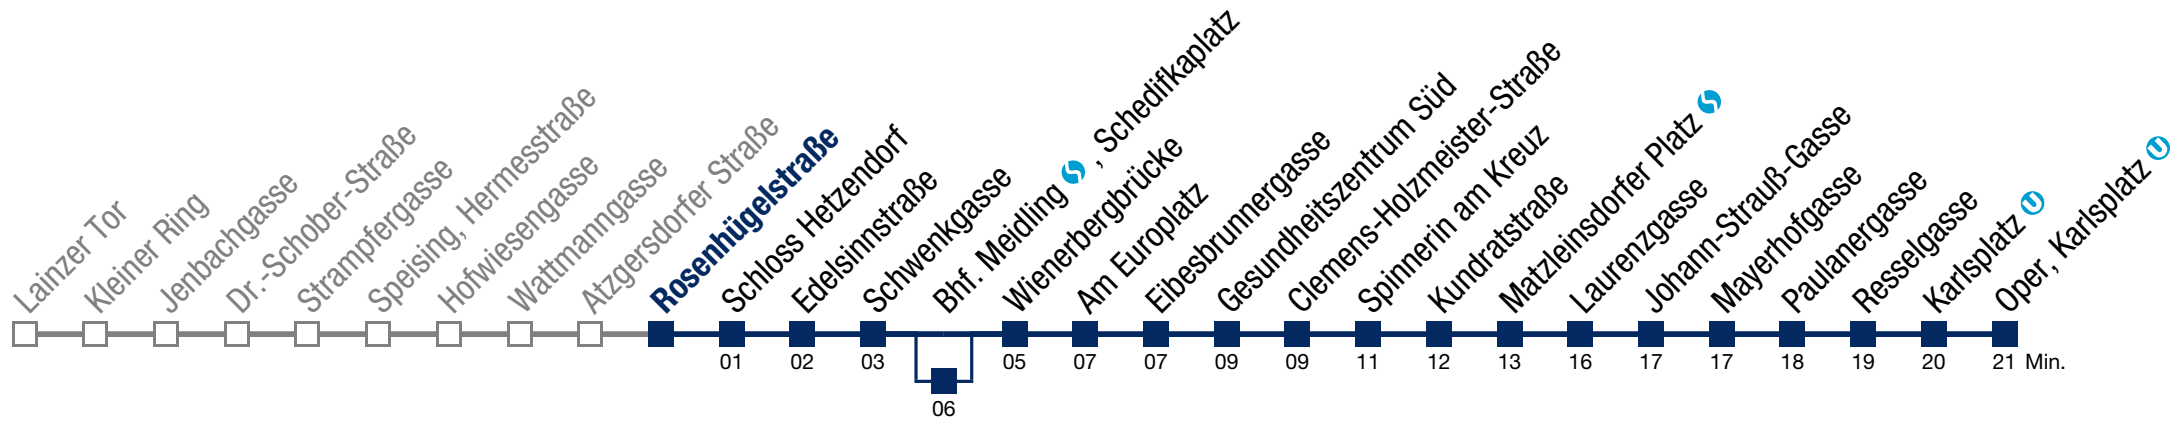 Lainzer Tor
Kleiner Ring
Jenbachgasse
Dr.-Schober-Straße
Strampfergasse
Speising, Hermesstraße
Hofwiesengasse
Wattmanngasse
Atzgersdorfer Straße
Rosenhügelstraße
Schloss Hetzendorf
Edelsinnstraße
Schwenkgasse
Bhf. Meidling S, Schedifkaplatz
Wienerbergbrücke
Am Europlatz
Eibesbrunnergasse
Gesundheitszentrum Süd
Clemens-Holzmeister-Straße
Spinnerin am Kreuz
Kundratstraße
Matzleinsdorfer Platz S
Laurenzgasse
Johann-Strauß-Gasse
Mayerhofgasse
Paulanergasse
Resselgasse
Karlsplatz U
Oper, Karlsplatz U
01 02 03 05 07 07 09 09 11 12 13 16 17 17 18 19 20 21 Min.
06